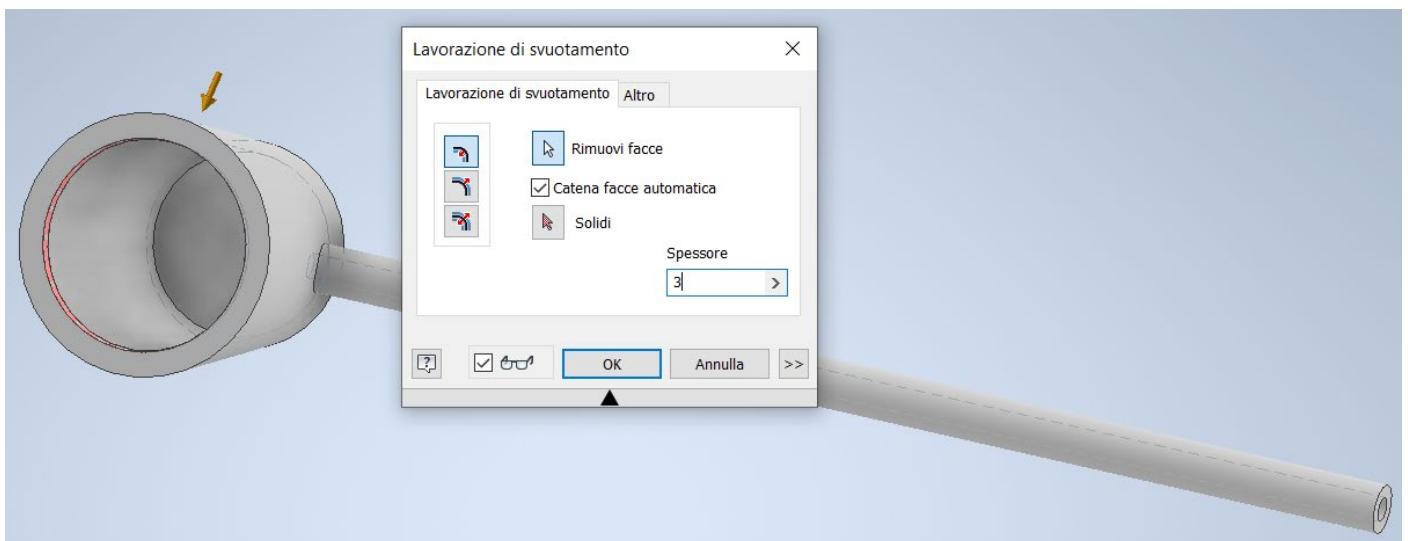 Lavorazione di svuotamento
Lavorazione di svuotamento Altro
Rimuovi facce
Catena facce automatica
Solidi
Spessore
3
OK Annulla >>